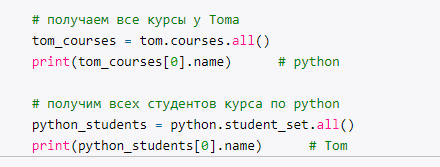 # получаем все курсы у Тома
tom_courses = tom.courses.all()
print(tom_courses[0].name)      # python
# получим всех студентов курса по python
python_students = python.student_set.all()
print(python_students[0].name)      # Tom